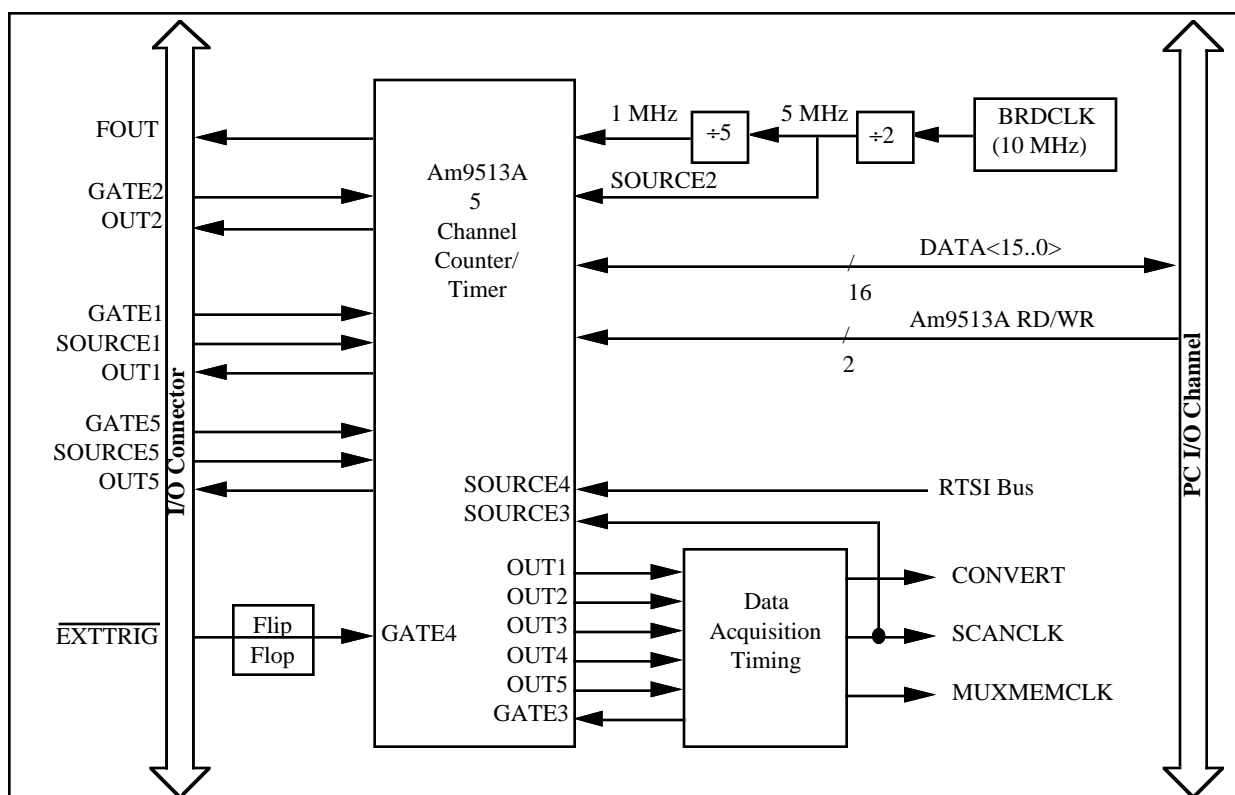 FOUT
GATE2
OUT2
GATE1
SOURCE1
OUT1
GATE5
SOURCE5
OUT5
EXTTRIG
I/O Connector
Flip
Flop
Am9513A
5
Channel
Counter/
Timer
GATE4
1 MHz
÷5
5 MHz
÷2
BRDCLK
(10 MHz)
SOURCE2
DATA<15..0>
/
16
Am9513A RD/WR
/
2
SOURCE4
RTSI Bus
SOURCE3
OUT1
OUT2
OUT3
OUT4
OUT5
GATE3
Data
Acquisition
Timing
CONVERT
SCANCLK
MUXMEMCLK
PC I/O Channel